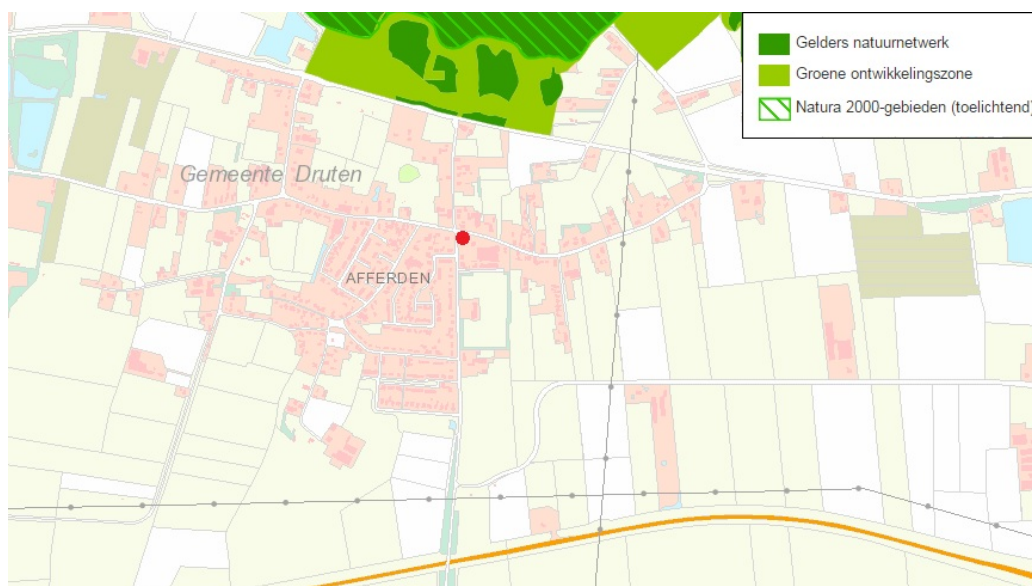 Gelders natuurnetwerk
Groene ontwikkelingszone
Natura 2000-gebieden (toelichtend)
Gemeente Druten
AFFERDEN